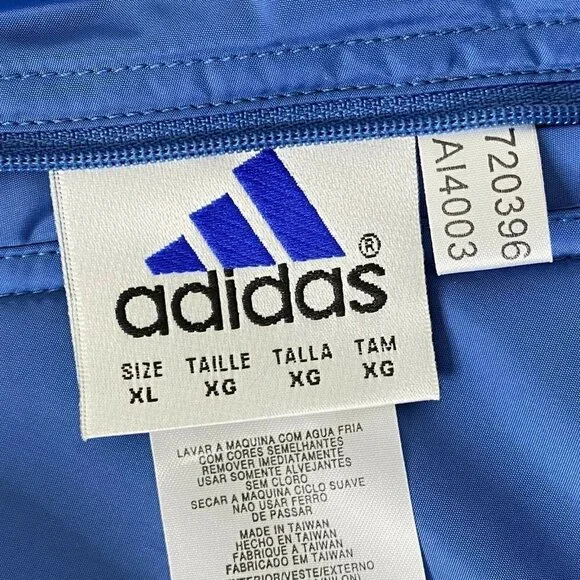 adidas®
SIZE TAILLE TALLA TAM
XL XG XG XG
720396
AI4003
LAVAR A MAQUINA COM AGUA FRIA
COM CORES SEMELHANTES
REMOVER IMEDIATAMENTE
USAR SOMENTE ALVEJANTES
SEM CLORO
SECAR A MAQUINA CICLO SUAVE
NAO USAR FERRO
DE PASSAR
MADE IN TAIWAN
HECHO EN TAIWAN
FABRIQUE A TAIWAN
FABRICADO EM TAIWAN
/VESTE/EXTERNO